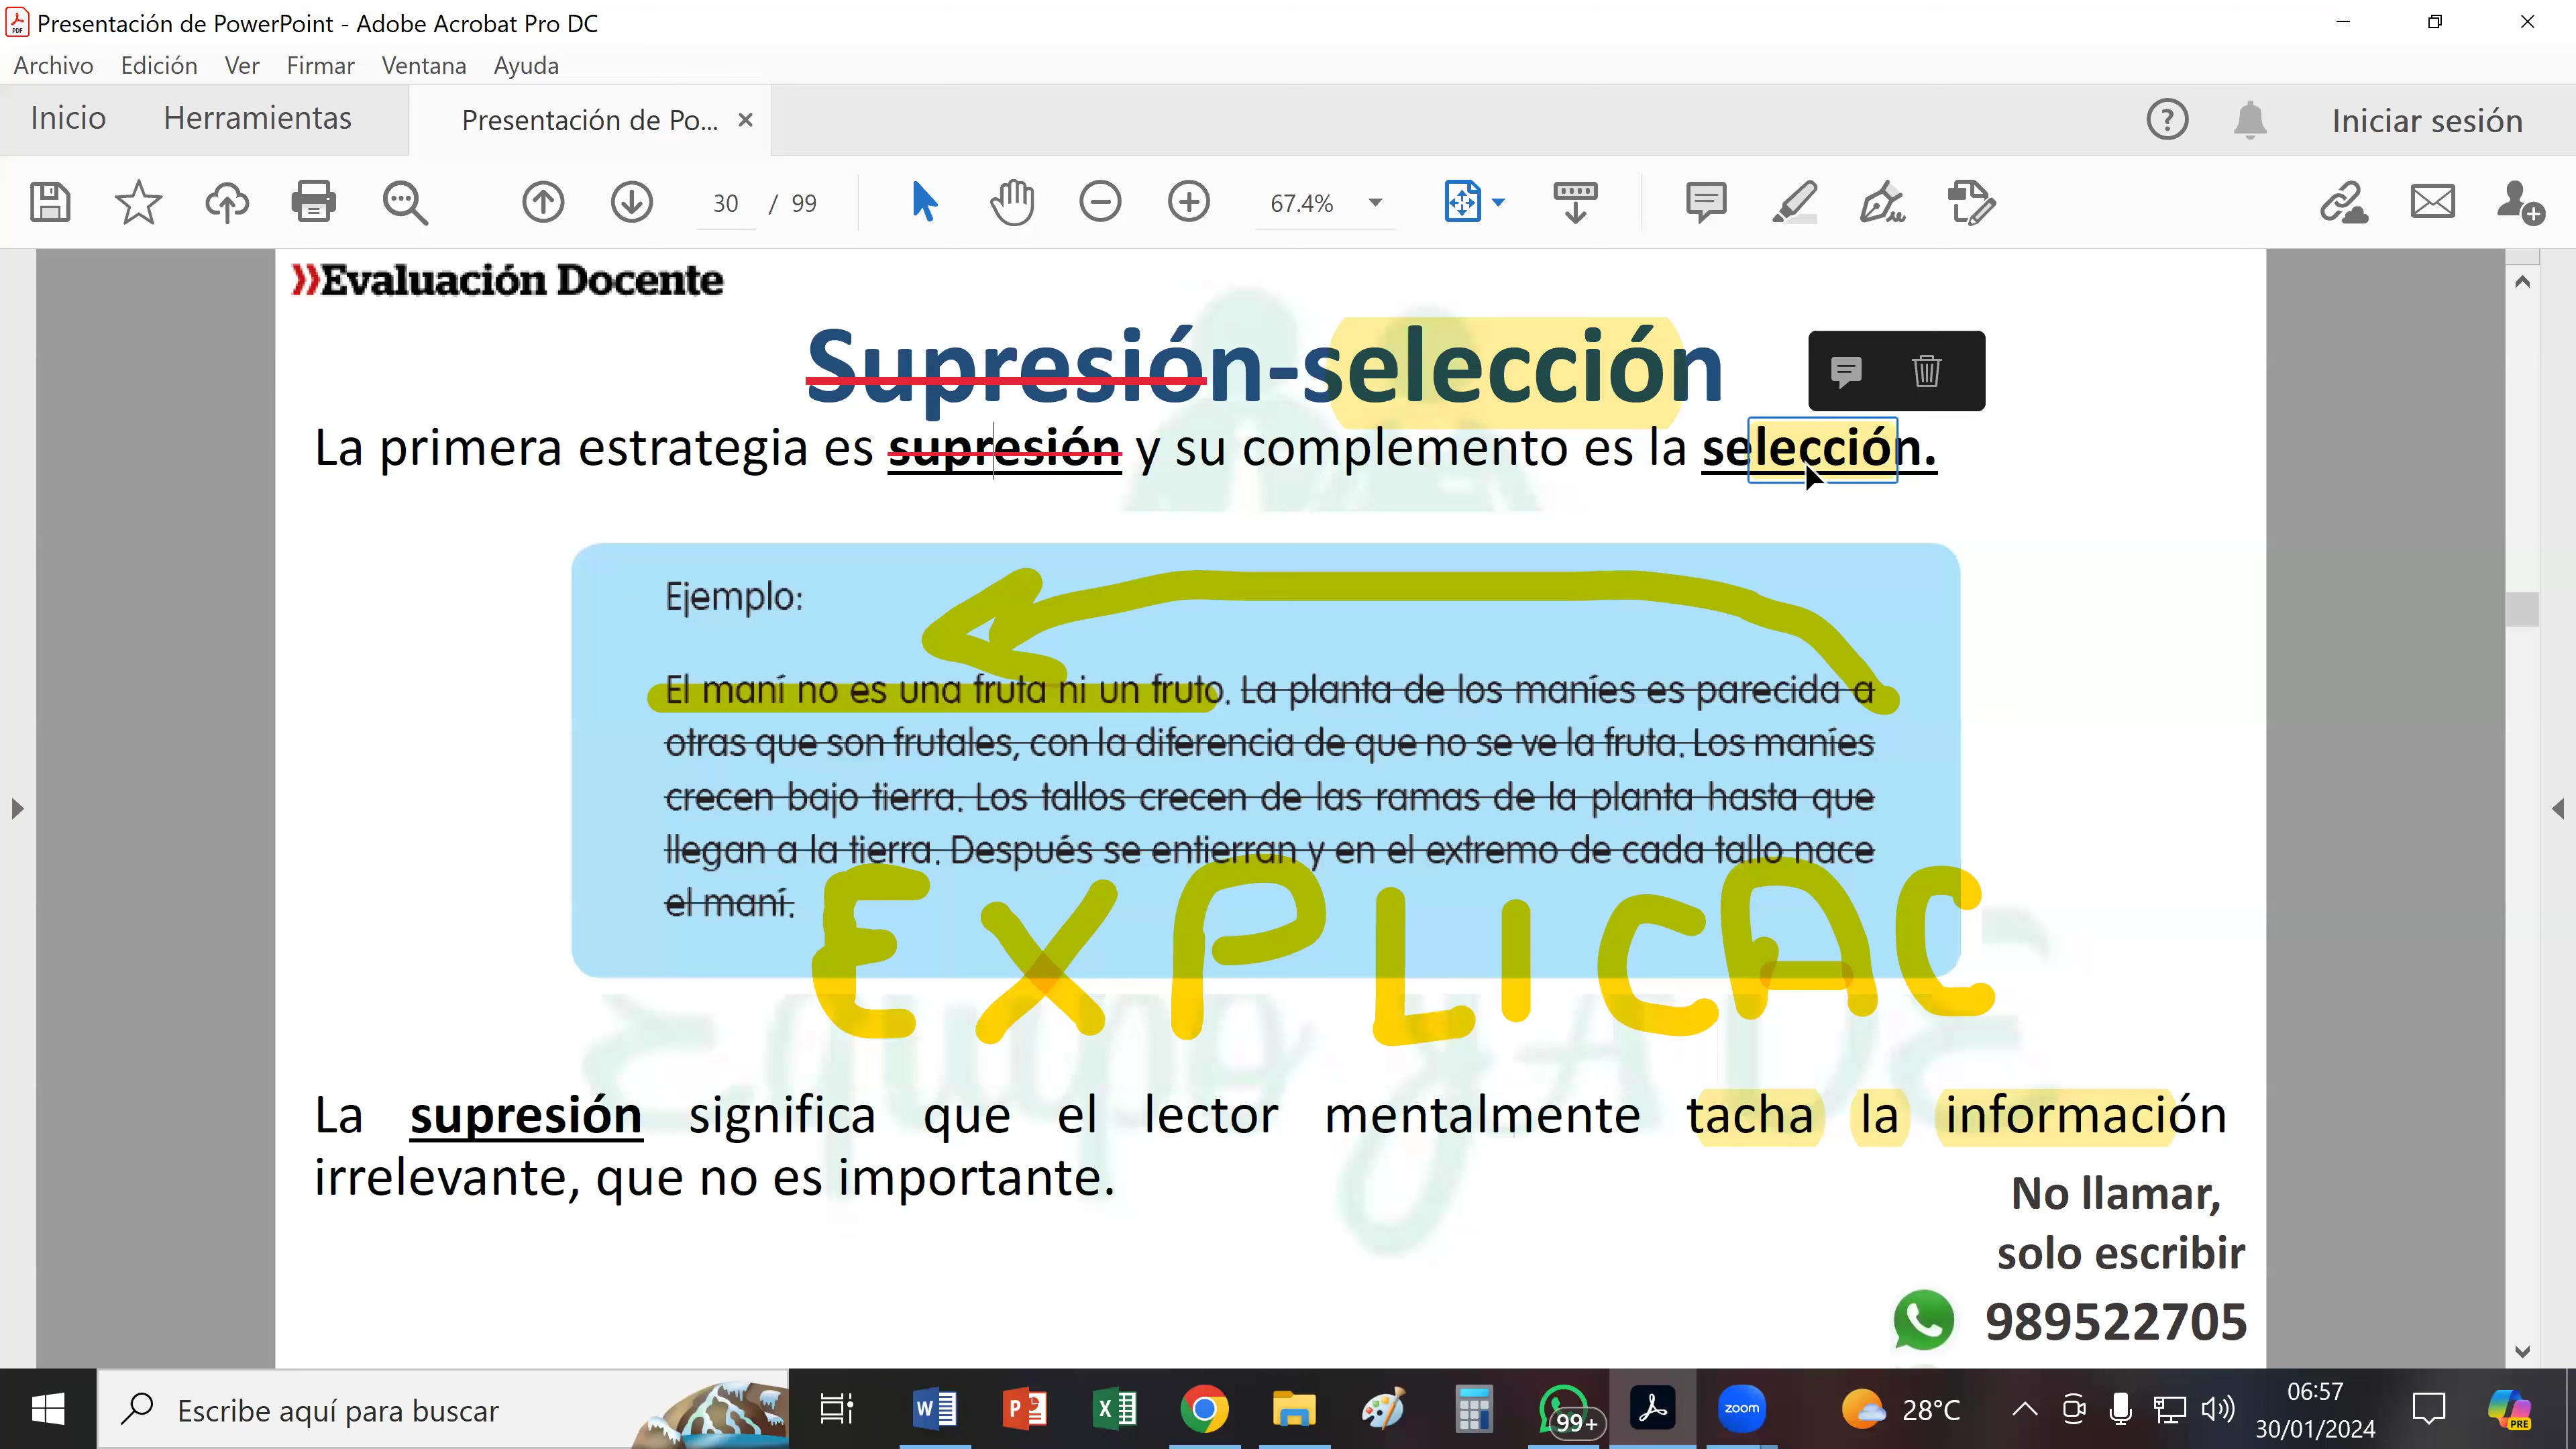 Presentación de PowerPoint - Adobe Acrobat Pro DC
Archivo Edición Ver Firmar Ventana Ayuda
Inicio Herramientas Presentación de Po... × Iniciar sesión
30 / 99 67.4%
Evaluación Docente
Supresión-selección
La primera estrategia es supresión y su complemento es la selección.
Ejemplo:
El maní no es una fruta ni un fruto. La planta de los maníes es parecida a
otras que son frutales, con la diferencia de que no se ve la fruta. Los maníes
crecen bajo tierra. Los tallos crecen de las ramas de la planta hasta que
llegan a la tierra. Después se entierran y en el extremo de cada tallo nace
el maní.
EXPLICAC
Equipo yADE
La supresión significa que el lector mentalmente tacha la información
irrelevante, que no es importante.
No llamar,
solo escribir
989522705
Escribe aquí para buscar
zoom
99+
28°C
06:57
30/01/2024
PRE